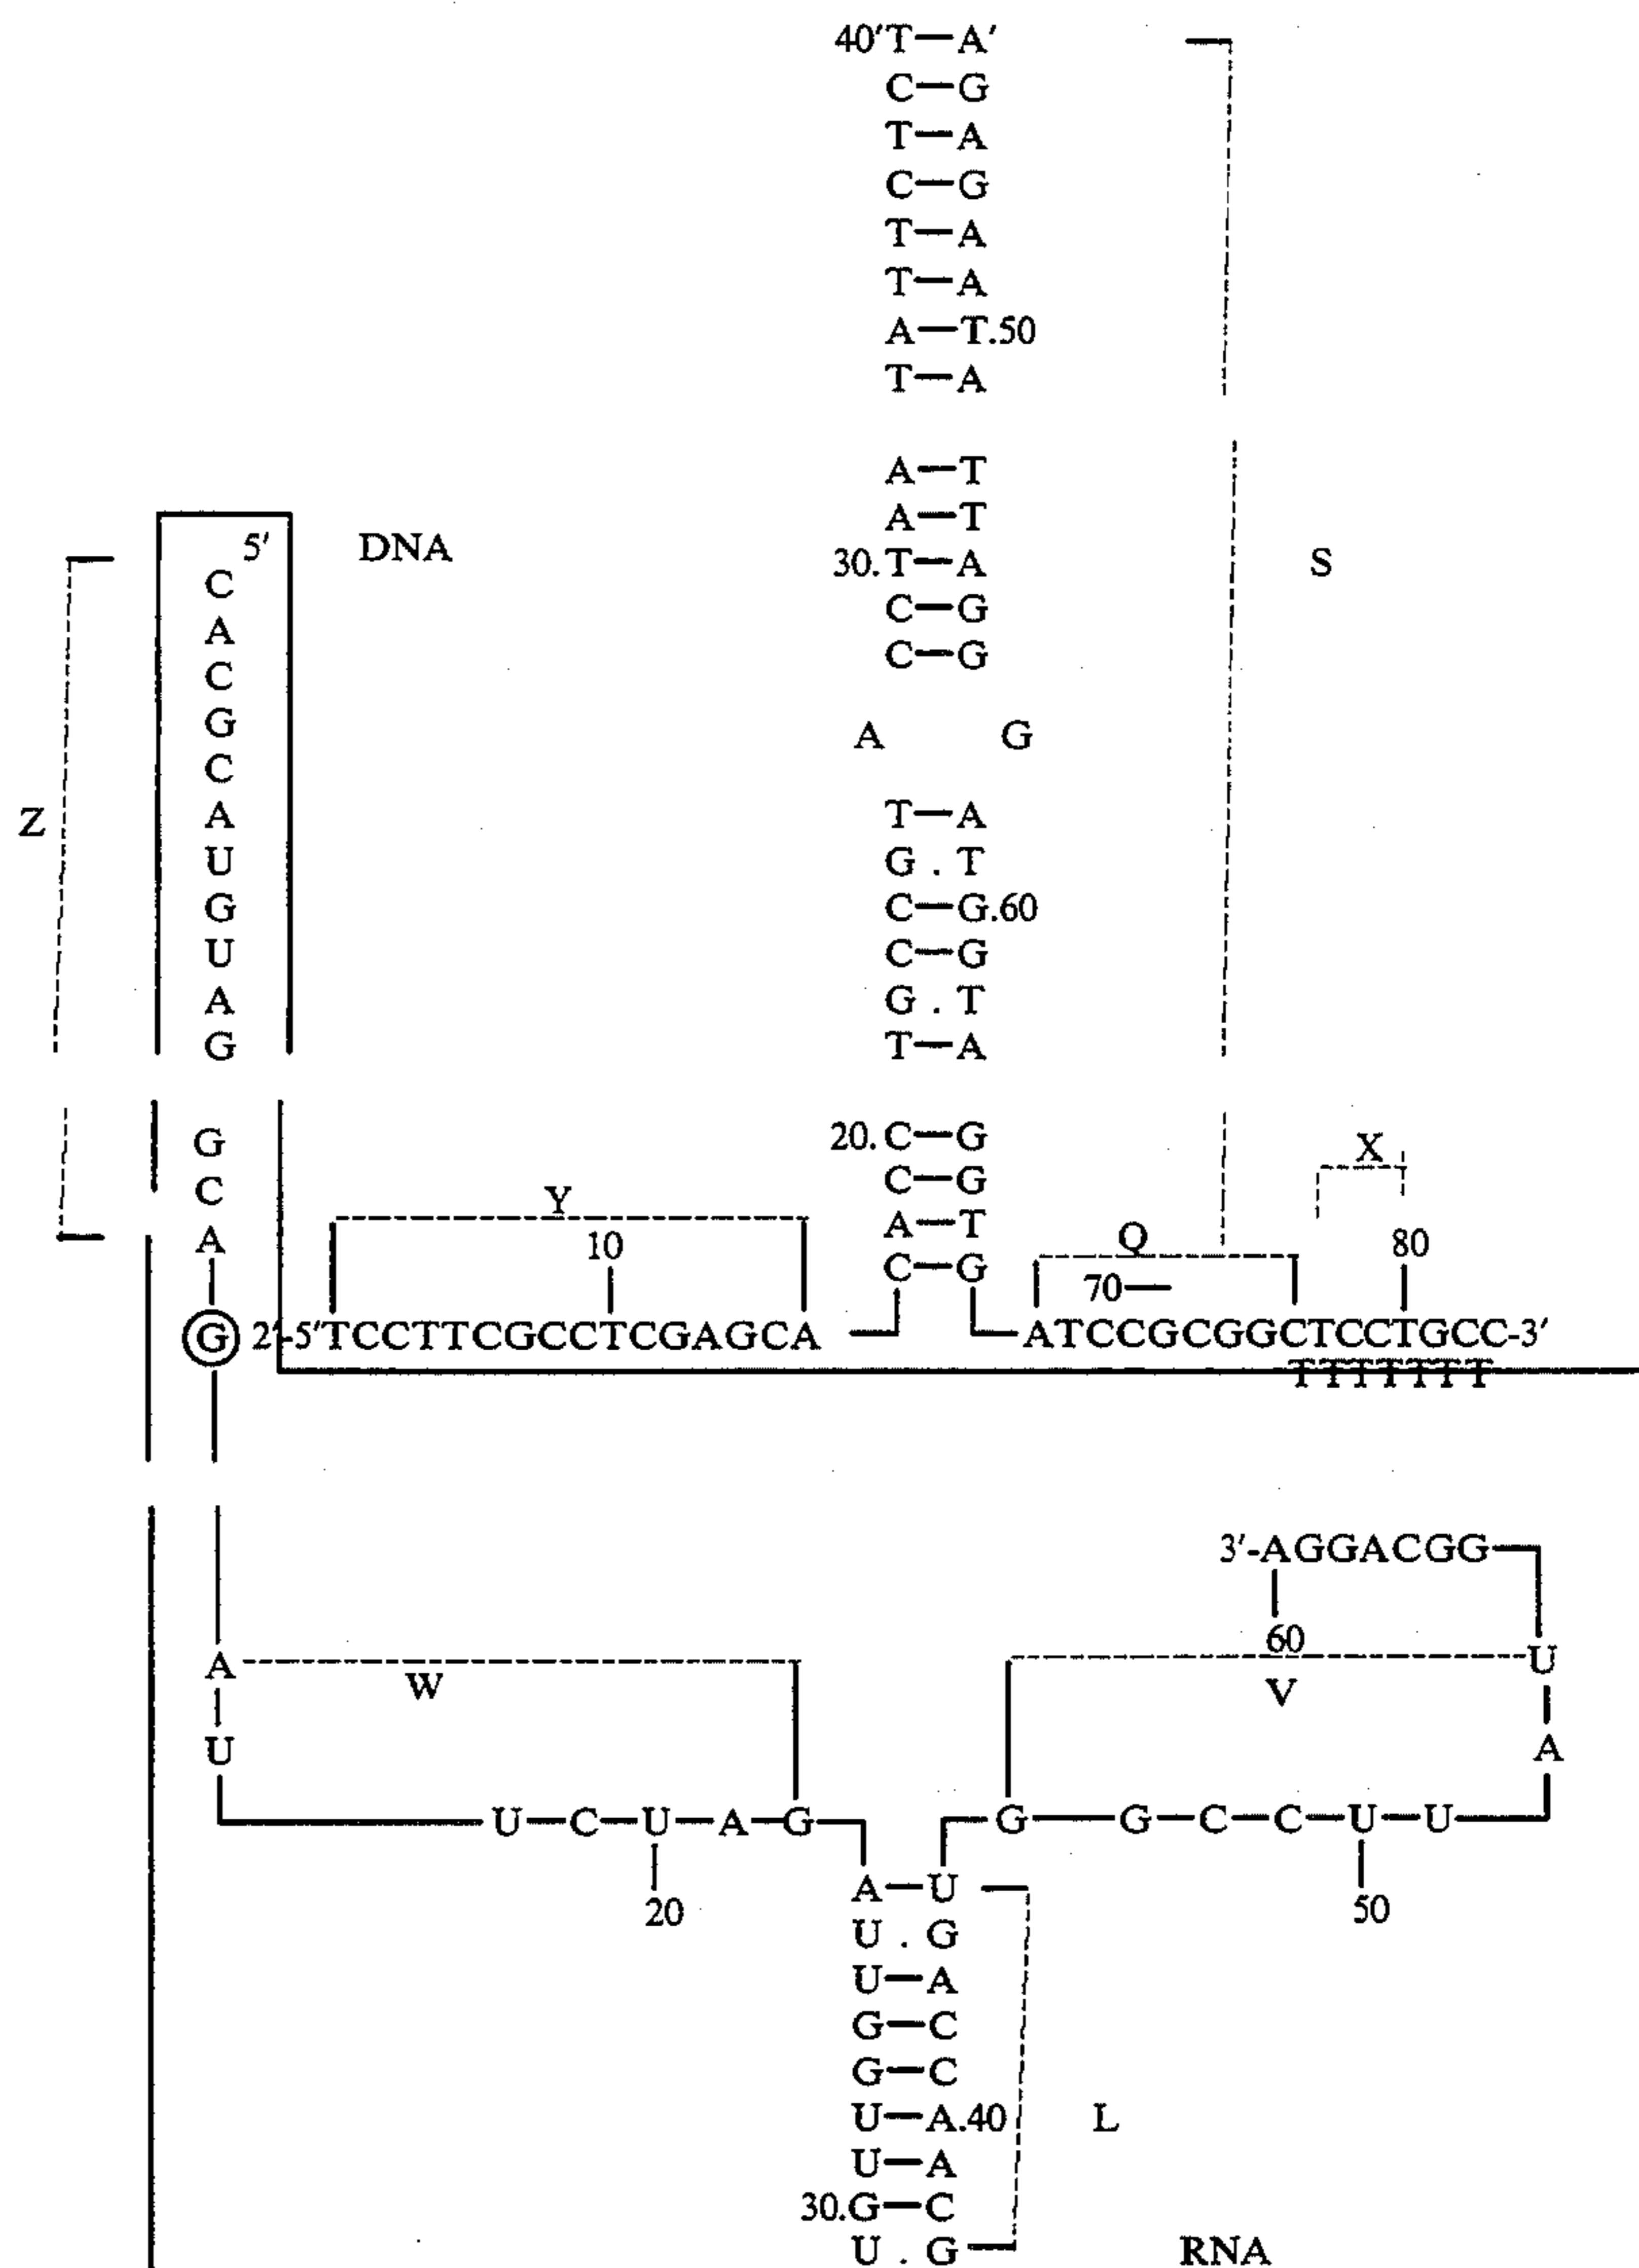 40'T—A'
C—G
T—A
C—G
T—A
T—A
A—T.50
T—A
A—T
A—T
5' DNA
30.T—A
S
C
C—G
A
C—G
C
G
A G
C
Z
A
T—A
U
G . T
G
C—G.60
U
C—G
A
G . T
G
T—A
G
20.C—G
X
C
C—G
Y
A
A—T
Q
10
80
C—G
70
G 2'-5'TCCTTCGCCTCGAGCA
ATCCGCGGCTCCTGCC-3'
TTTTTTT
3'-AGGACGG
60
A
U
W
V
U
A
U—C—U—A—G
G—G—C—C—U—U
A—U
20
50
U . G
U—A
G—C
G—C
U—A.40
L
U—A
30.G—C
U . G
RNA